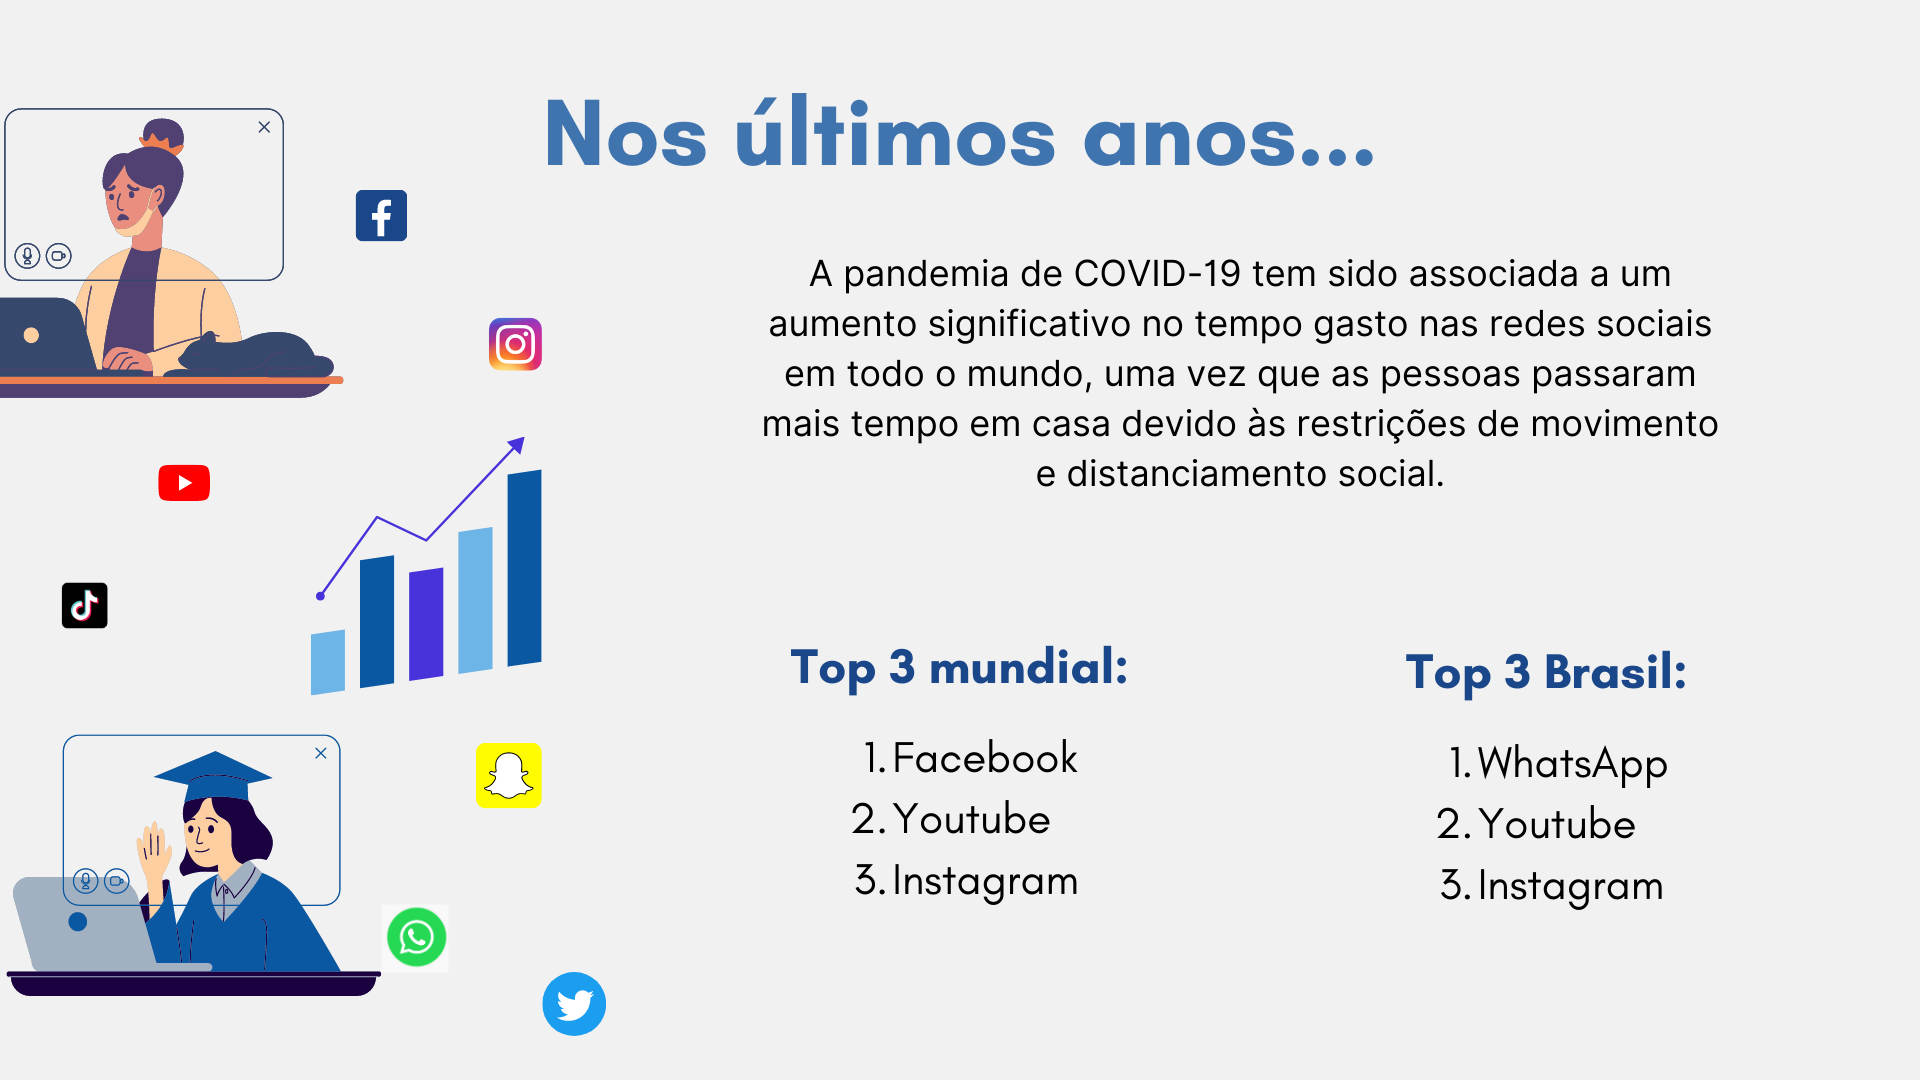 Nos últimos anos...
A pandemia de COVID-19 tem sido associada a um
aumento significativo no tempo gasto nas redes sociais
em todo o mundo, uma vez que as pessoas passaram
mais tempo em casa devido às restrições de movimento
e distanciamento social.
Top 3 mundial:
1. Facebook
2. Youtube
3. Instagram
Top 3 Brasil:
1. WhatsApp
2. Youtube
3. Instagram